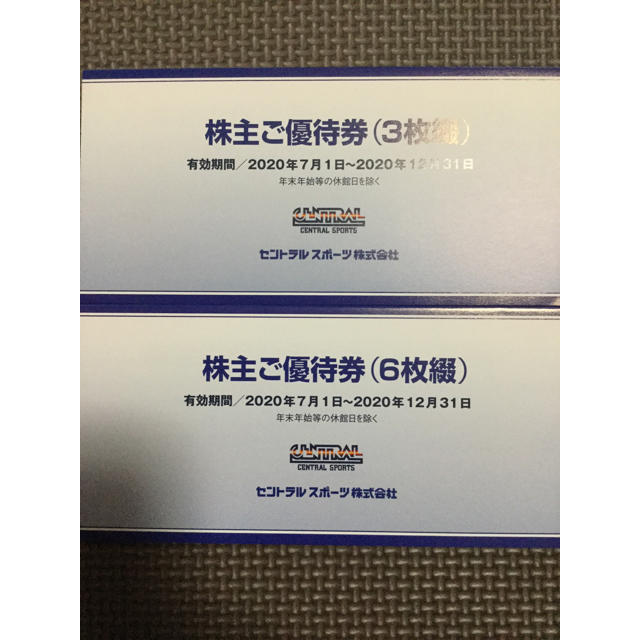 株主ご優待券(3枚綴)
有効期間/2020年7月1日~2020年12月31日
年末年始等の休館日を除く
CENTRAL
CENTRAL SPORTS
セントラルスポーツ株式会社
株主ご優待券(6枚綴)
有効期間/2020年7月1日~2020年12月31日
年末年始等の休館日を除く
CENTRAL
CENTRAL SPORTS
セントラルスポーツ株式会社